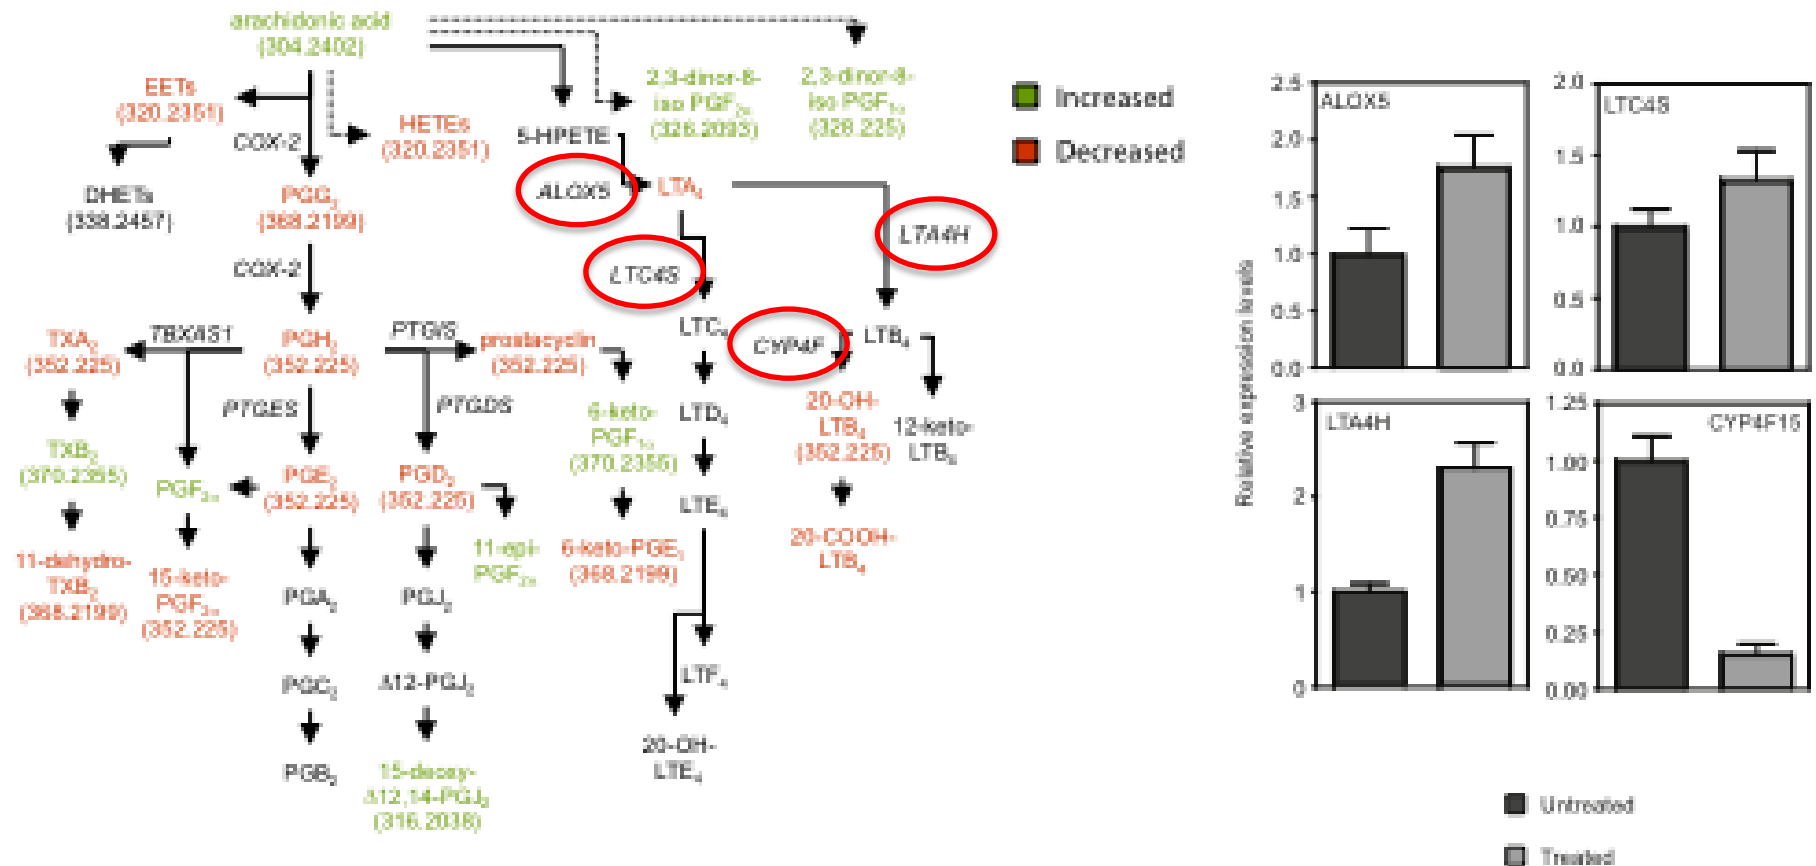 arachidonic acid
(304.2402)
EETs
(320.2351)
COX-2
HETEs
(320.2351)
DHETs
(338.2457)
PGG₂
(368.2199)
COX-2
5-HPETE
2,3-dinor-8-
iso PGF₂α
(326.2093)
2,3-dinor-8-
iso PGF₁α
(328.225)
ALOX5
LTA₄
LTC4S
LTA4H
Increased
Decreased
TXA₂
(352.225)
TBXAS1
PGH₂
(352.225)
PTGIS
prostacyclin
(352.225)
LTC₄
CYP4F
LTB₄
PTGES
PTGDS
TXB₂
(370.2355)
PGF₂α
PGE₂
(352.225)
PGD₂
(352.225)
6-keto-
PGF₁α
(370.2355)
LTD₄
20-OH-
LTB₄
(352.225)
12-keto-
LTB₄
11-dehydro-
TXB₂
(368.2199)
15-keto-
PGF₂α
(352.225)
11-epi-
PGF₂α
6-keto-PGE₁
(368.2199)
LTE₄
20-COOH-
LTB₄
PGA₂
PGJ₂
PGC₂
Δ12-PGJ₂
LTF₄
PGB₂
15-deoxy-
Δ12,14-PGJ₂
(316.2038)
20-OH-
LTE₄
Relative expression levels
ALOX5
2.5
2.0
1.5
1.0
0.5
0.0
LTC4S
2.0
1.5
1.0
0.5
0.0
LTA4H
3
2
1
0
CYP4F15
1.25
1.00
0.75
0.50
0.25
0.00
Untreated
Treated